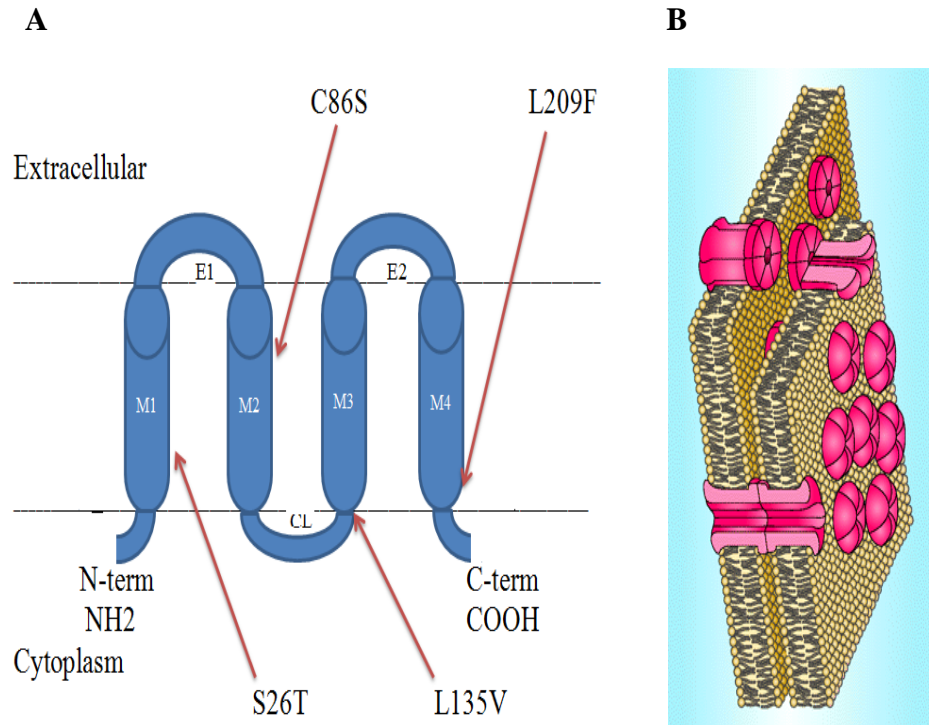 A
B
C86S
L209F
Extracellular
E1
E2
M1
M2
M3
M4
CL
N-term
NH2
C-term
COOH
Cytoplasm
S26T
L135V